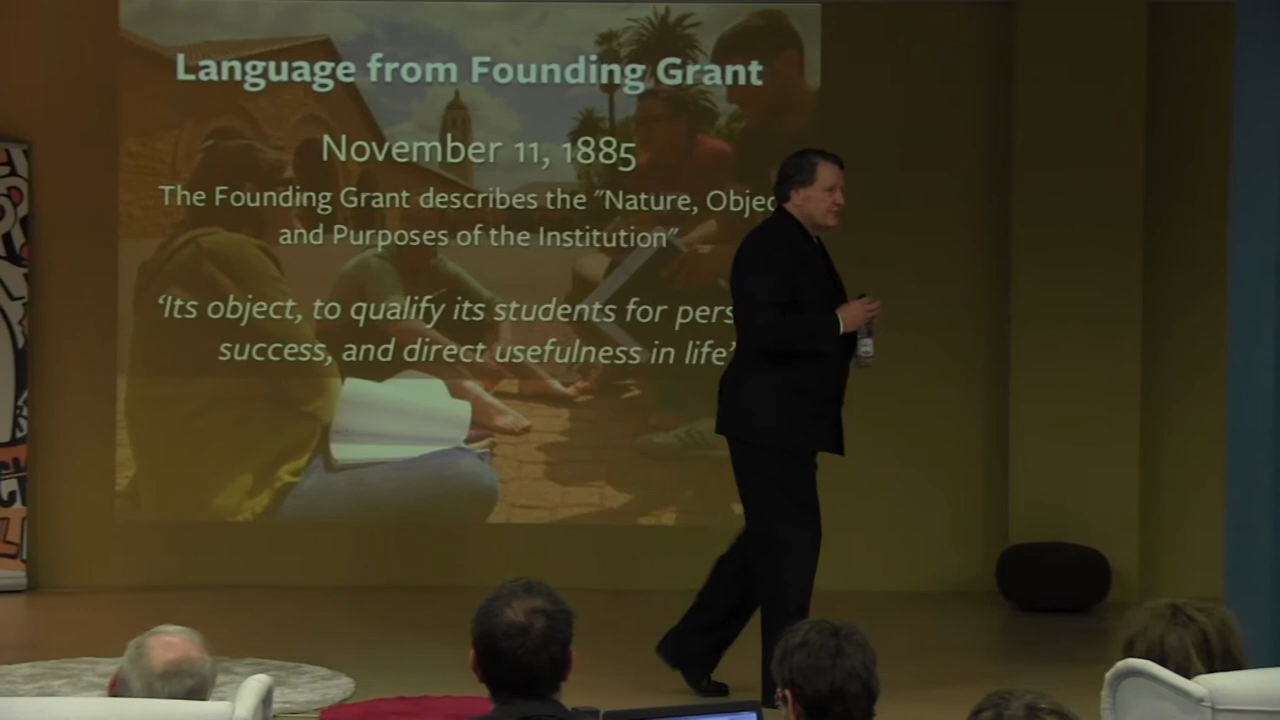 Language from Founding Grant
November 11, 1885
The Founding Grant describes the "Nature, Objec
and Purposes of the Institution"
‘Its object, to qualify its students for pers
success, and direct usefulness in life’